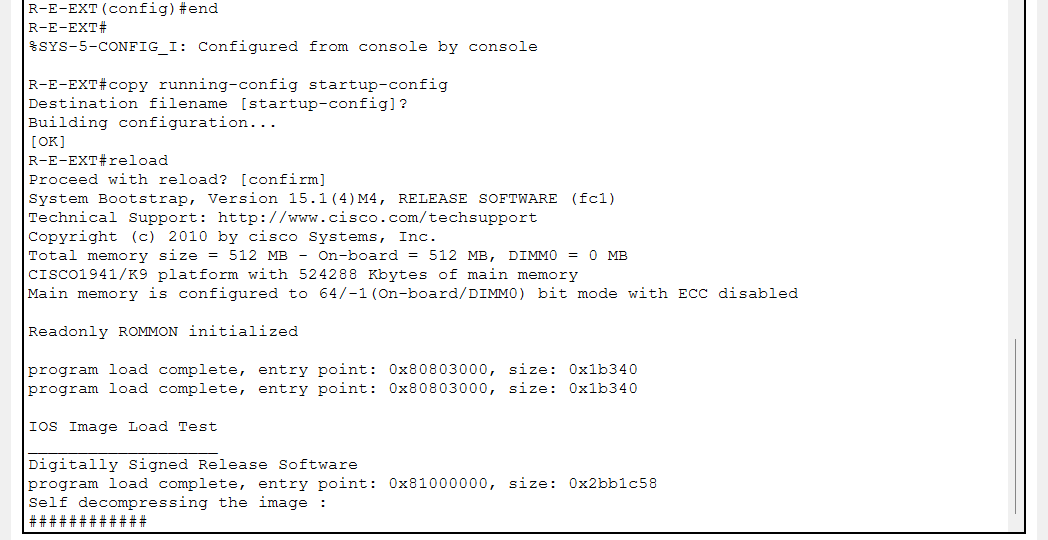 R-E-EXT(config)#end
R-E-EXT#
%SYS-5-CONFIG_I: Configured from console by console
R-E-EXT#copy running-config startup-config
Destination filename [startup-config]?
Building configuration...
[OK]
R-E-EXT#reload
Proceed with reload? [confirm]
System Bootstrap, Version 15.1(4)M4, RELEASE SOFTWARE (fc1)
Technical Support: http://www.cisco.com/techsupport
Copyright (c) 2010 by cisco Systems, Inc.
Total memory size = 512 MB - On-board = 512 MB, DIMM0 = 0 MB
CISCO1941/K9 platform with 524288 Kbytes of main memory
Main memory is configured to 64/-1(On-board/DIMM0) bit mode with ECC disabled
Readonly ROMMON initialized
program load complete, entry point: 0x80803000, size: 0x1b340
program load complete, entry point: 0x80803000, size: 0x1b340
IOS Image Load Test
___________________
Digitally Signed Release Software
program load complete, entry point: 0x81000000, size: 0x2bb1c58
Self decompressing the image :
############